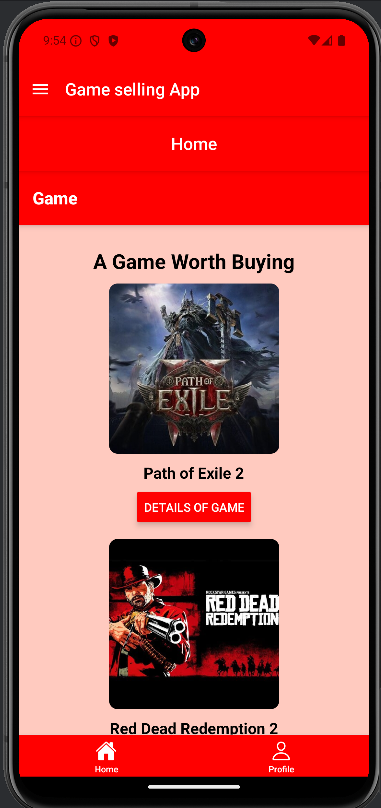 9:54
Game selling App
Home
Game
A Game Worth Buying
PATH OF
EXILE
Path of Exile 2
DETAILS OF GAME
RED DEAD
REDEMPTION
Red Dead Redemption 2
Home
Profile